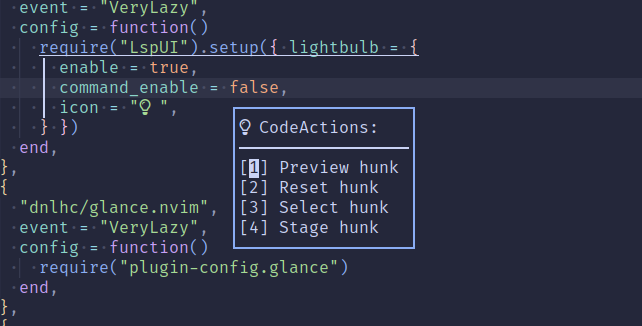 event = "VeryLazy",
config = function()
require("LspUI").setup({ lightbulb = {
enable = true,
command_enable = false,
icon = "💡",
} })
end,
},
{
"dnlhc/glance.nvim",
event = "VeryLazy",
config = function()
require("plugin-config.glance")
end,
},
{
💡 CodeActions:
[1] Preview hunk
[2] Reset hunk
[3] Select hunk
[4] Stage hunk